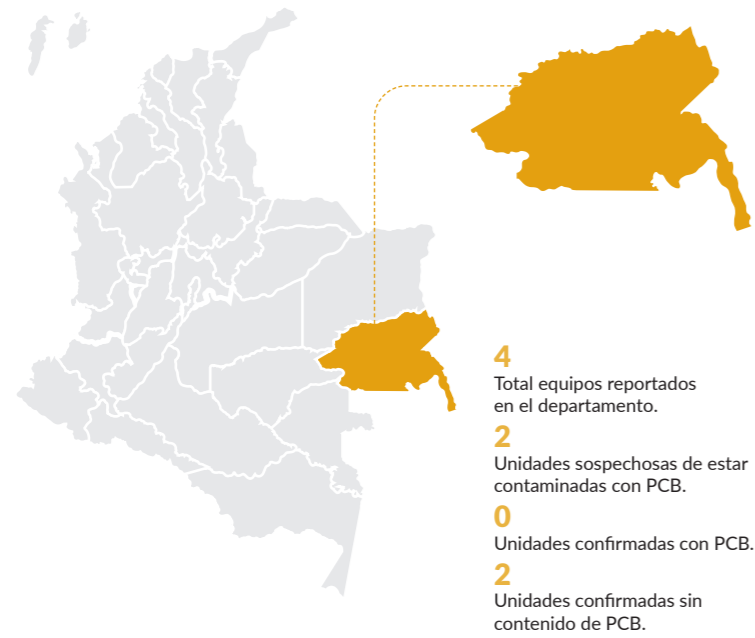 4
Total equipos reportados
en el departamento.
2
Unidades sospechosas de estar
contaminadas con PCB.
0
Unidades confirmadas con PCB.
2
Unidades confirmadas sin
contenido de PCB.